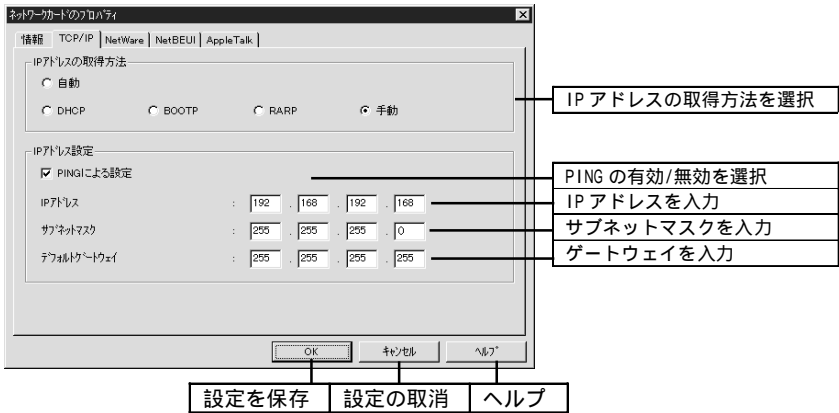 ネットワークカードのプロパティ
情報 TCP/IP NetWare NetBEUI AppleTalk
IPアドレスの取得方法
自動
DHCP BOOTP RARP 手動
IPアドレスの取得方法を選択
IPアドレス設定
PINGによる設定
PINGの有効/無効を選択
IPアドレス : 192 . 168 . 192 . 168
IPアドレスを入力
サブネットマスク : 255 . 255 . 255 . 0
サブネットマスクを入力
デフォルトゲートウェイ : 255 . 255 . 255 . 255
ゲートウェイを入力
OK キャンセル ヘルプ
設定を保存 設定の取消 ヘルプ